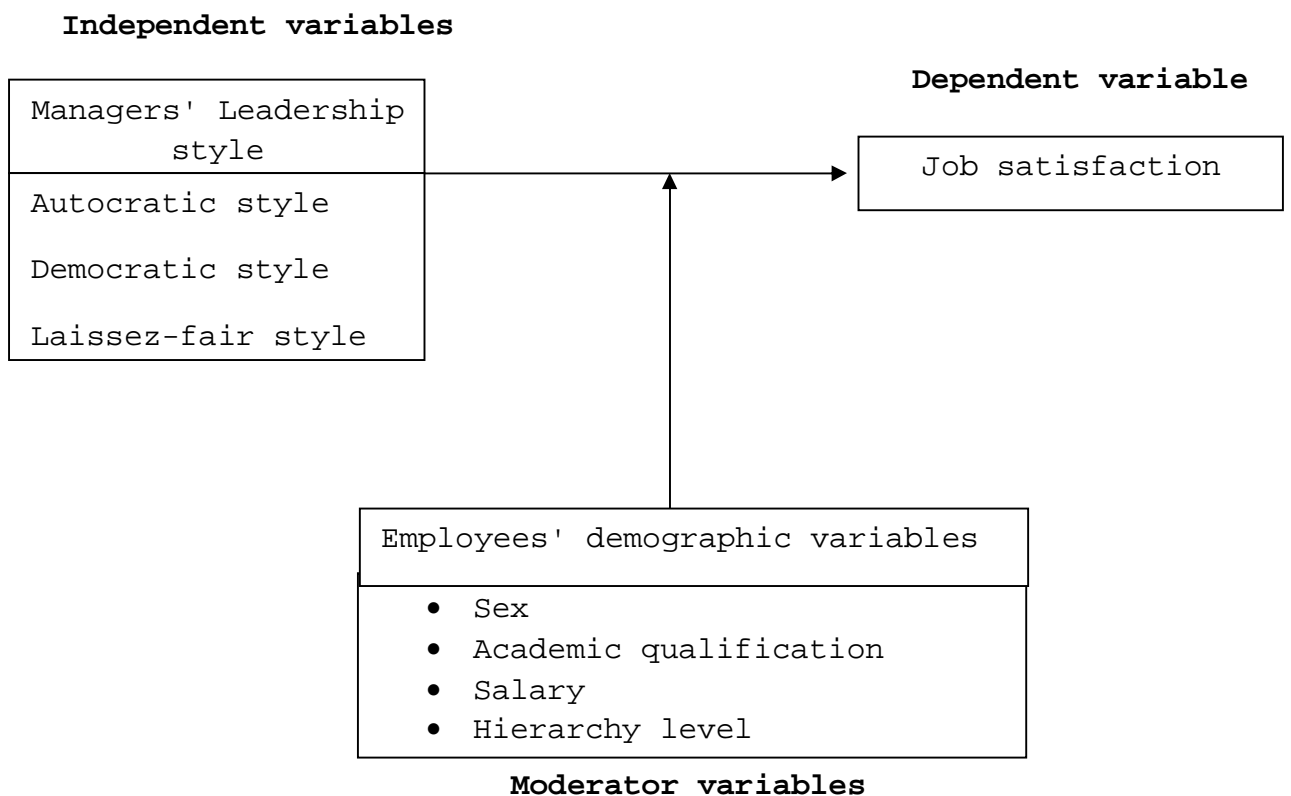 Independent variables
Dependent variable
Managers' Leadership
style
Job satisfaction
Autocratic style
Democratic style
Laissez-fair style
Employees' demographic variables
• Sex
• Academic qualification
• Salary
• Hierarchy level
Moderator variables